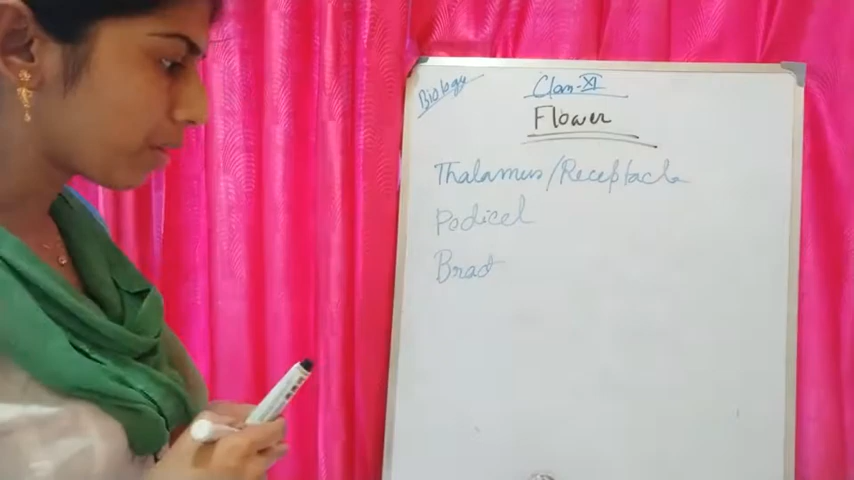 Biology
Class-XI
Flower
Thalamus/Receptacle
Pedicel
Bract